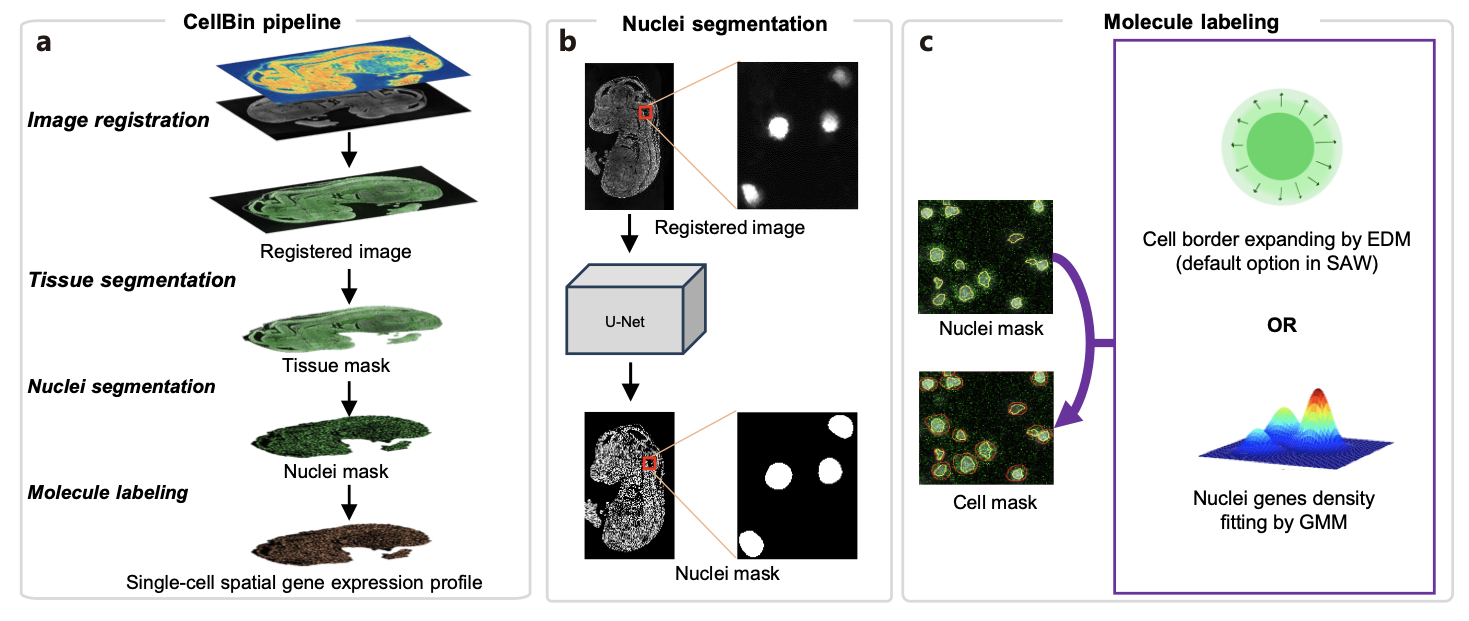 CellBin pipeline
a
Image registration
Registered image
Tissue segmentation
Tissue mask
Nuclei segmentation
Nuclei mask
Molecule labeling
Single-cell spatial gene expression profile
Nuclei segmentation
b
Registered image
U-Net
Nuclei mask
Molecule labeling
c
Nuclei mask
Cell mask
Cell border expanding by EDM
(default option in SAW)
OR
Nuclei genes density
fitting by GMM